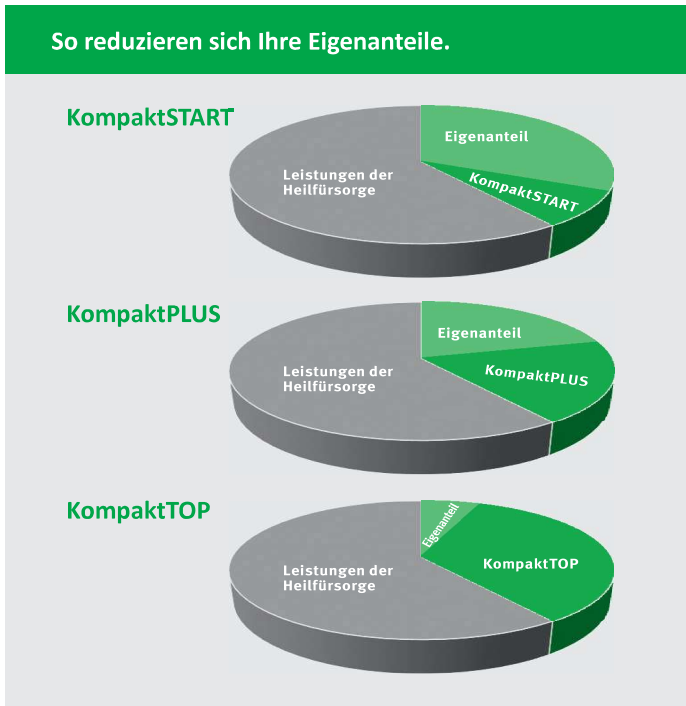 So reduzieren sich Ihre Eigenanteile.
KompaktSTART
Eigenanteil
Leistungen der
Heilfürsorge
KompaktSTART
KompaktPLUS
Eigenanteil
Leistungen der
Heilfürsorge
KompaktPLUS
KompaktTOP
Eigenanteil
Leistungen der
Heilfürsorge
KompaktTOP